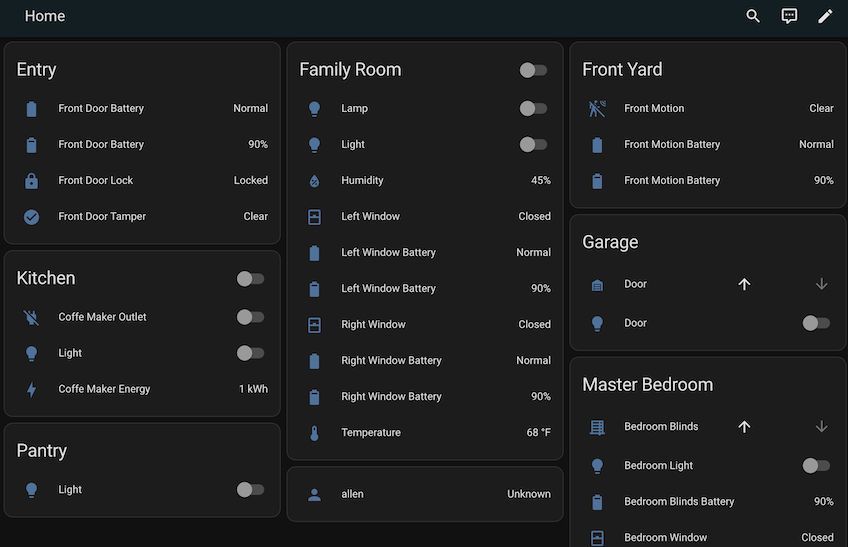 Home
Entry
Front Door Battery Normal
Front Door Battery 90%
Front Door Lock Locked
Front Door Tamper Clear
Kitchen
Coffe Maker Outlet
Light
Coffe Maker Energy 1 kWh
Pantry
Light
Family Room
Lamp
Light
Humidity 45%
Left Window Closed
Left Window Battery Normal
Left Window Battery 90%
Right Window Closed
Right Window Battery Normal
Right Window Battery 90%
Temperature 68 °F
allen Unknown
Front Yard
Front Motion Clear
Front Motion Battery Normal
Front Motion Battery 90%
Garage
Door
Door
Master Bedroom
Bedroom Blinds
Bedroom Light
Bedroom Blinds Battery 90%
Bedroom Window Closed